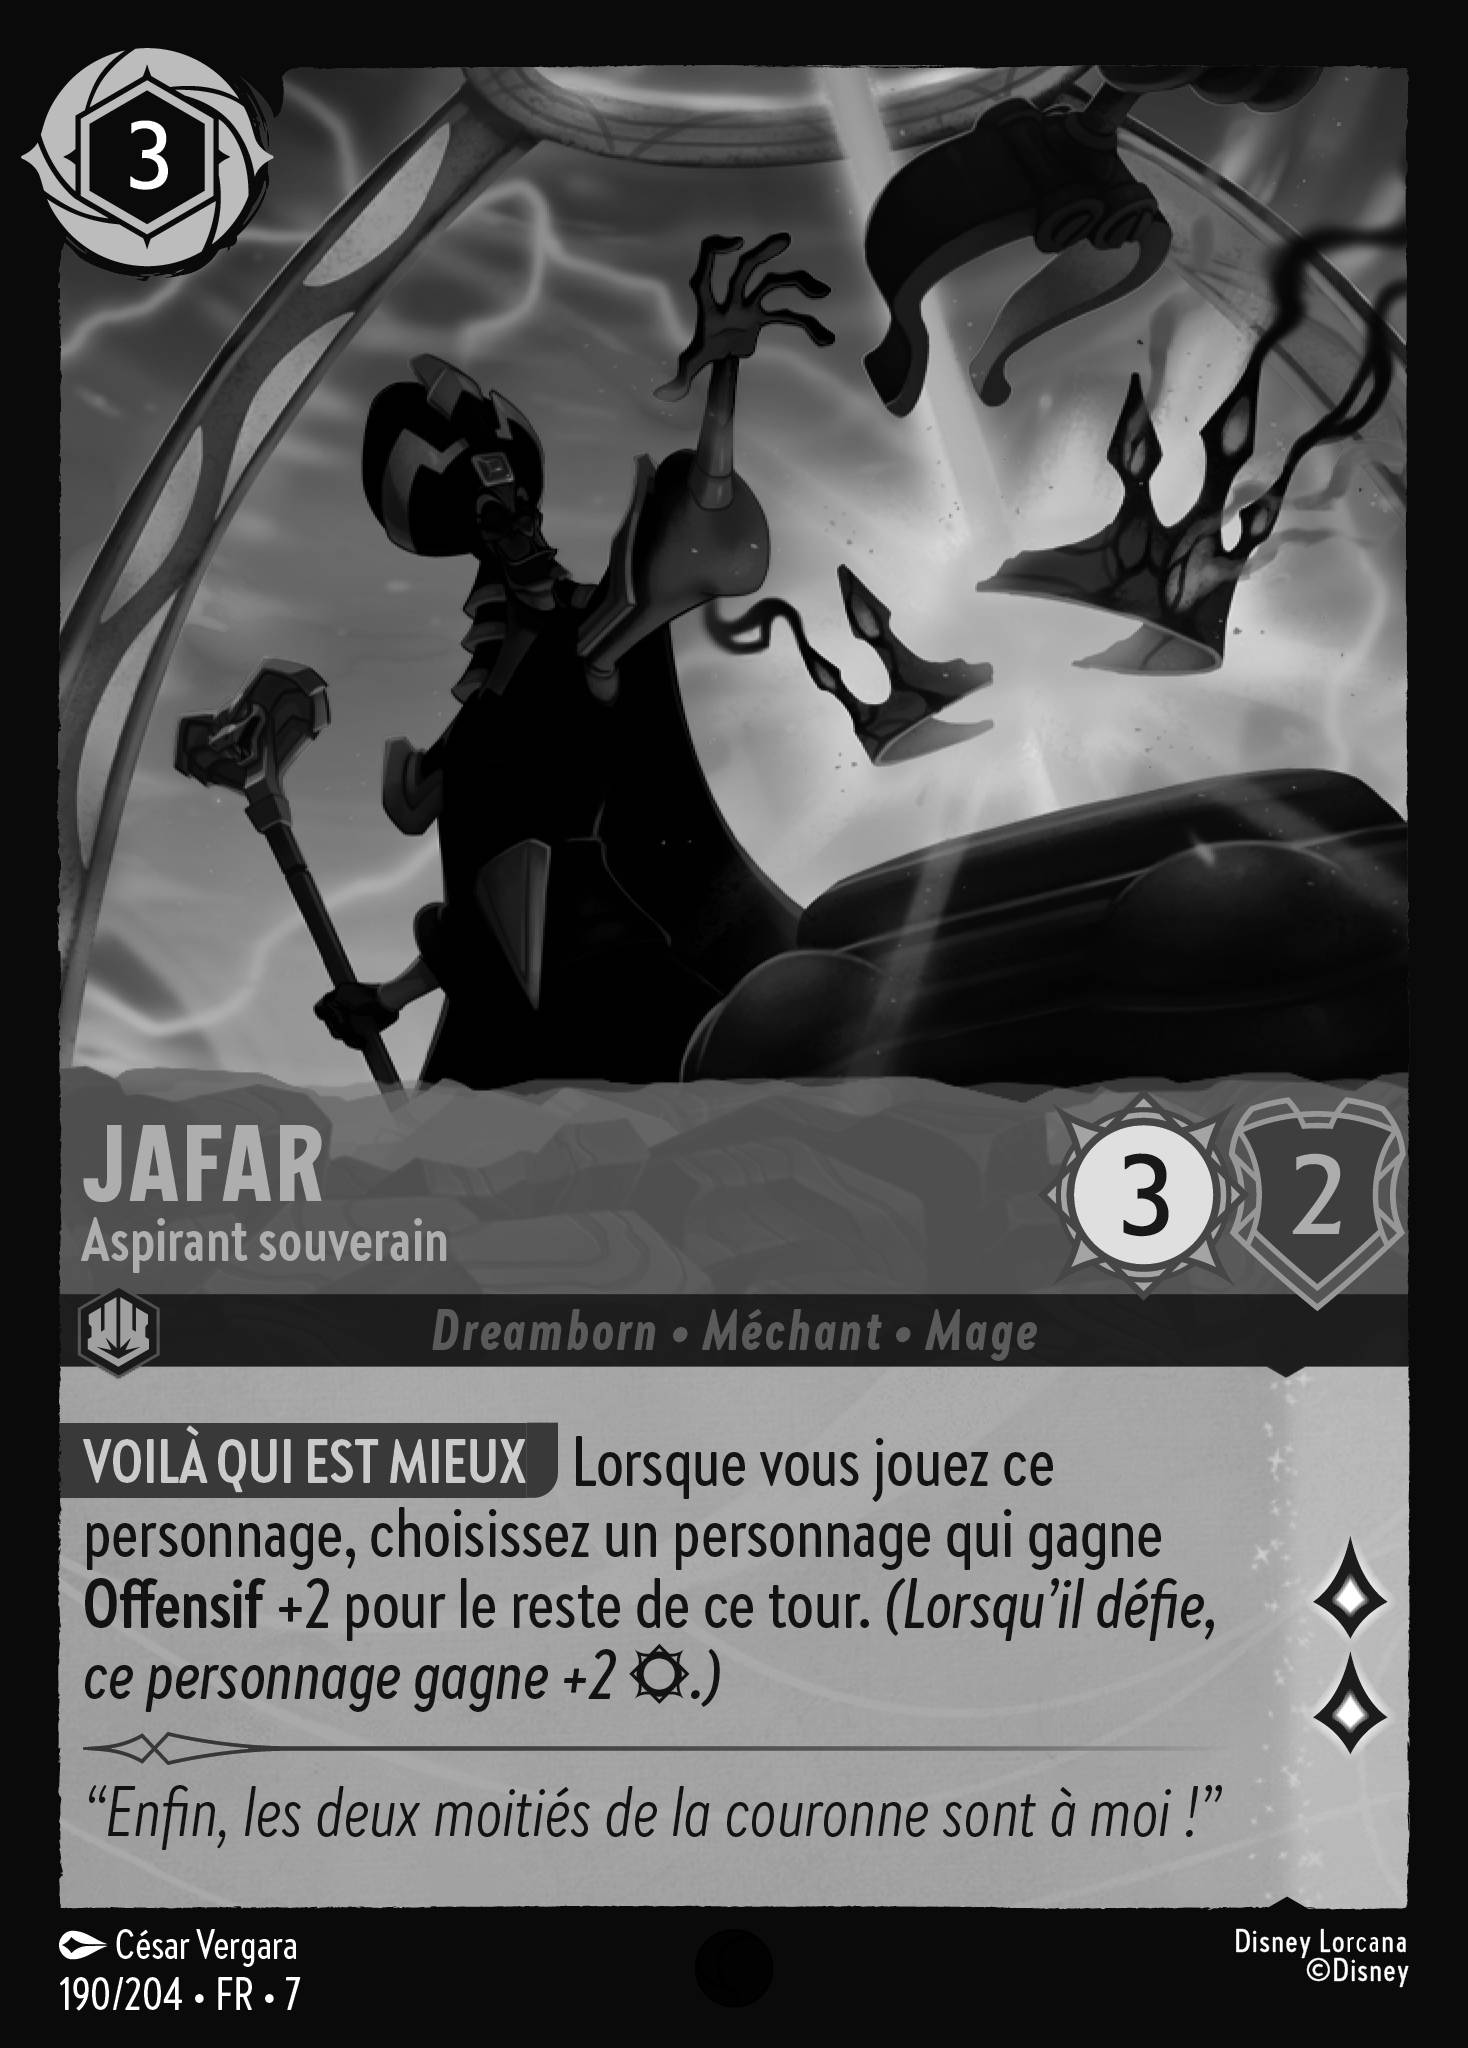 3
JAFAR
Aspirant souverain
3 2
Dreamborn • Méchant • Mage
VOILÀ QUI EST MIEUX Lorsque vous jouez ce
personnage, choisissez un personnage qui gagne
Offensif +2 pour le reste de ce tour. (Lorsqu’il défie,
ce personnage gagne +2 .)
“Enfin, les deux moitiés de la couronne sont à moi !”
César Vergara
190/204 • FR • 7
Disney Lorcana
©Disney